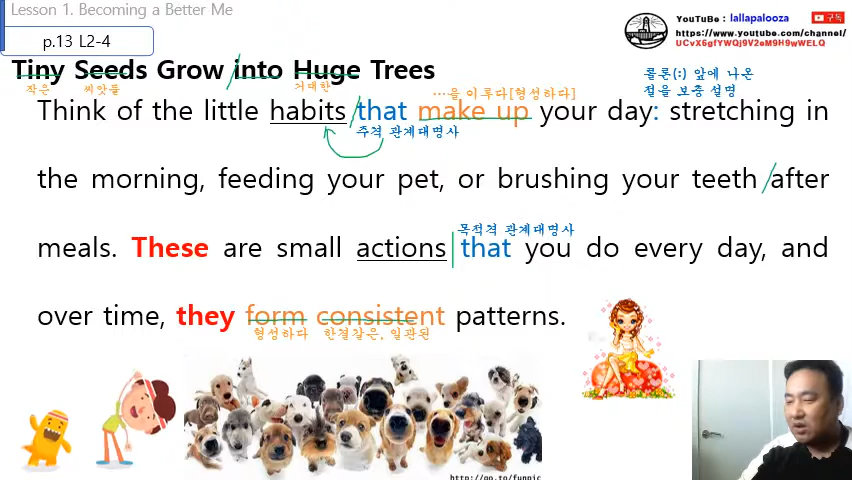 Lesson 1. Becoming a Better Me
p.13 L2-4
YouTuBe : lallapalooza
구독
https://www.youtube.com/channel/
UCvX6gfYWQj9V2eM9H9wWELQ
Tiny Seeds Grow into Huge Trees
작은 씨앗들 거대한
콜론(:) 앞에 나온
절을 보충 설명
…을 이루다[형성하다]
Think of the little habits that make up your day: stretching in
주격 관계대명사
the morning, feeding your pet, or brushing your teeth after
목적격 관계대명사
meals. These are small actions that you do every day, and
over time, they form consistent patterns.
형성하다 한결같은, 일관된
http://go.to/funpic